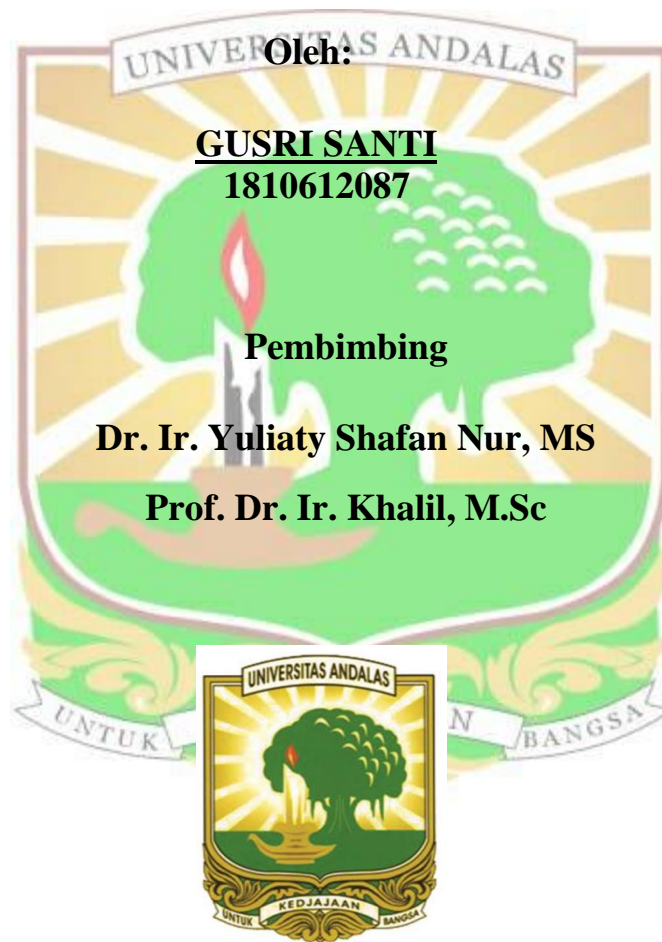 UNIVERSITAS ANDALAS
Oleh:
GUSRI SANTI
1810612087
Pembimbing
Dr. Ir. Yuliaty Shafan Nur, MS
Prof. Dr. Ir. Khalil, M.Sc
UNTUK N BANGSA
UNIVERSITAS ANDALAS
KEDJAJAAN
UNTUK BANGSA